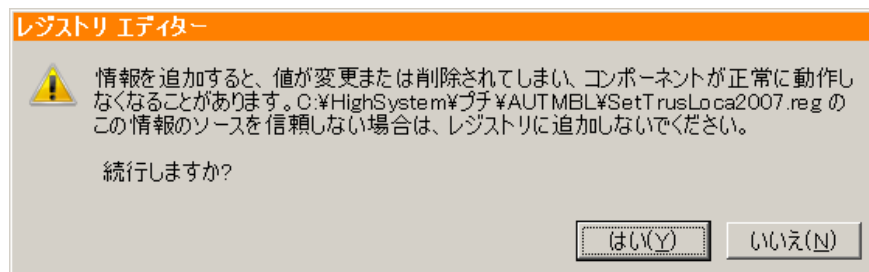 レジストリ エディター
情報を追加すると、値が変更または削除されてしまい、コンポーネントが正常に動作し
なくなることがあります。C:¥HighSystem¥プチ¥AUTMBL¥SetTrusLoca2007.reg の
この情報のソースを信頼しない場合は、レジストリに追加しないでください。
続行しますか?
はい(Y) いいえ(N)